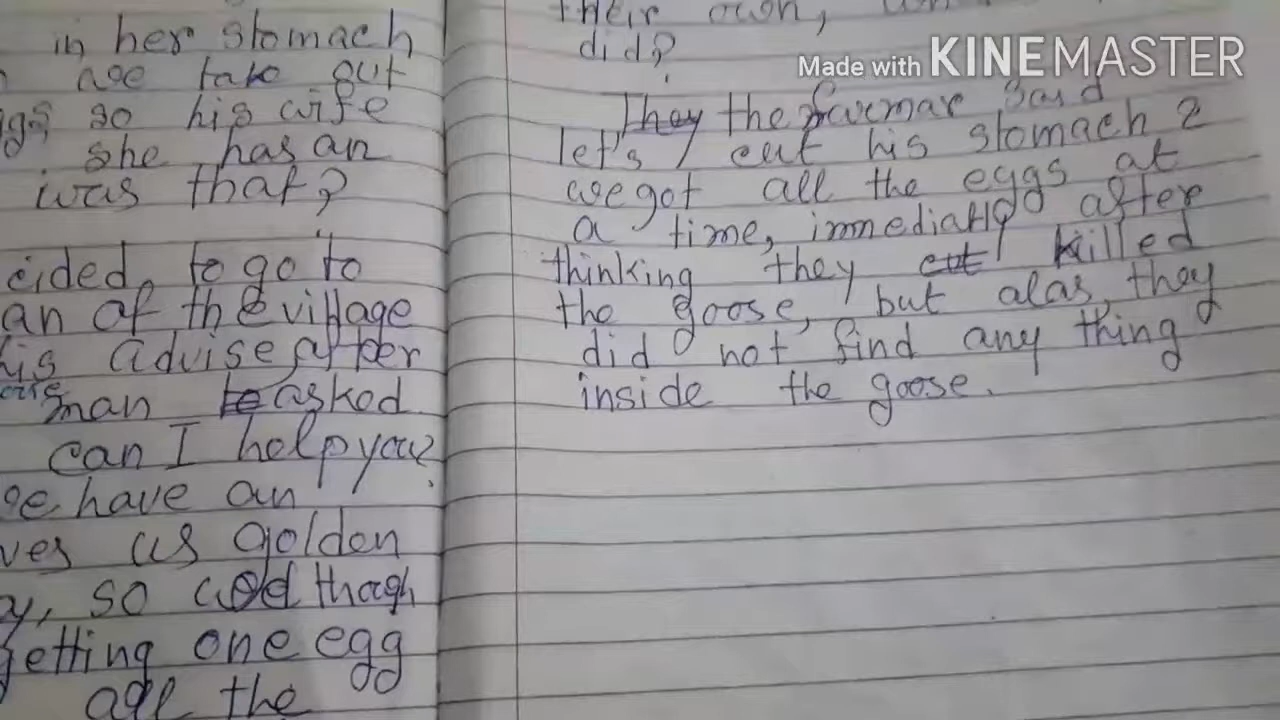 in her stomach
we take out
so his wife
she has an
was that?
cided, to go to
an of the village
his advise after
man asked
can I help you?
have an
ves us golden
so thogh
getting one egg
all the
their own,
did?
They the farmar said
let's cut his stomach &
we got all the eggs at
a time, immediatly after
thinking they cut killed
the goose, but alas, they
did not find any thing
inside the goose.
Made with KINEMASTER